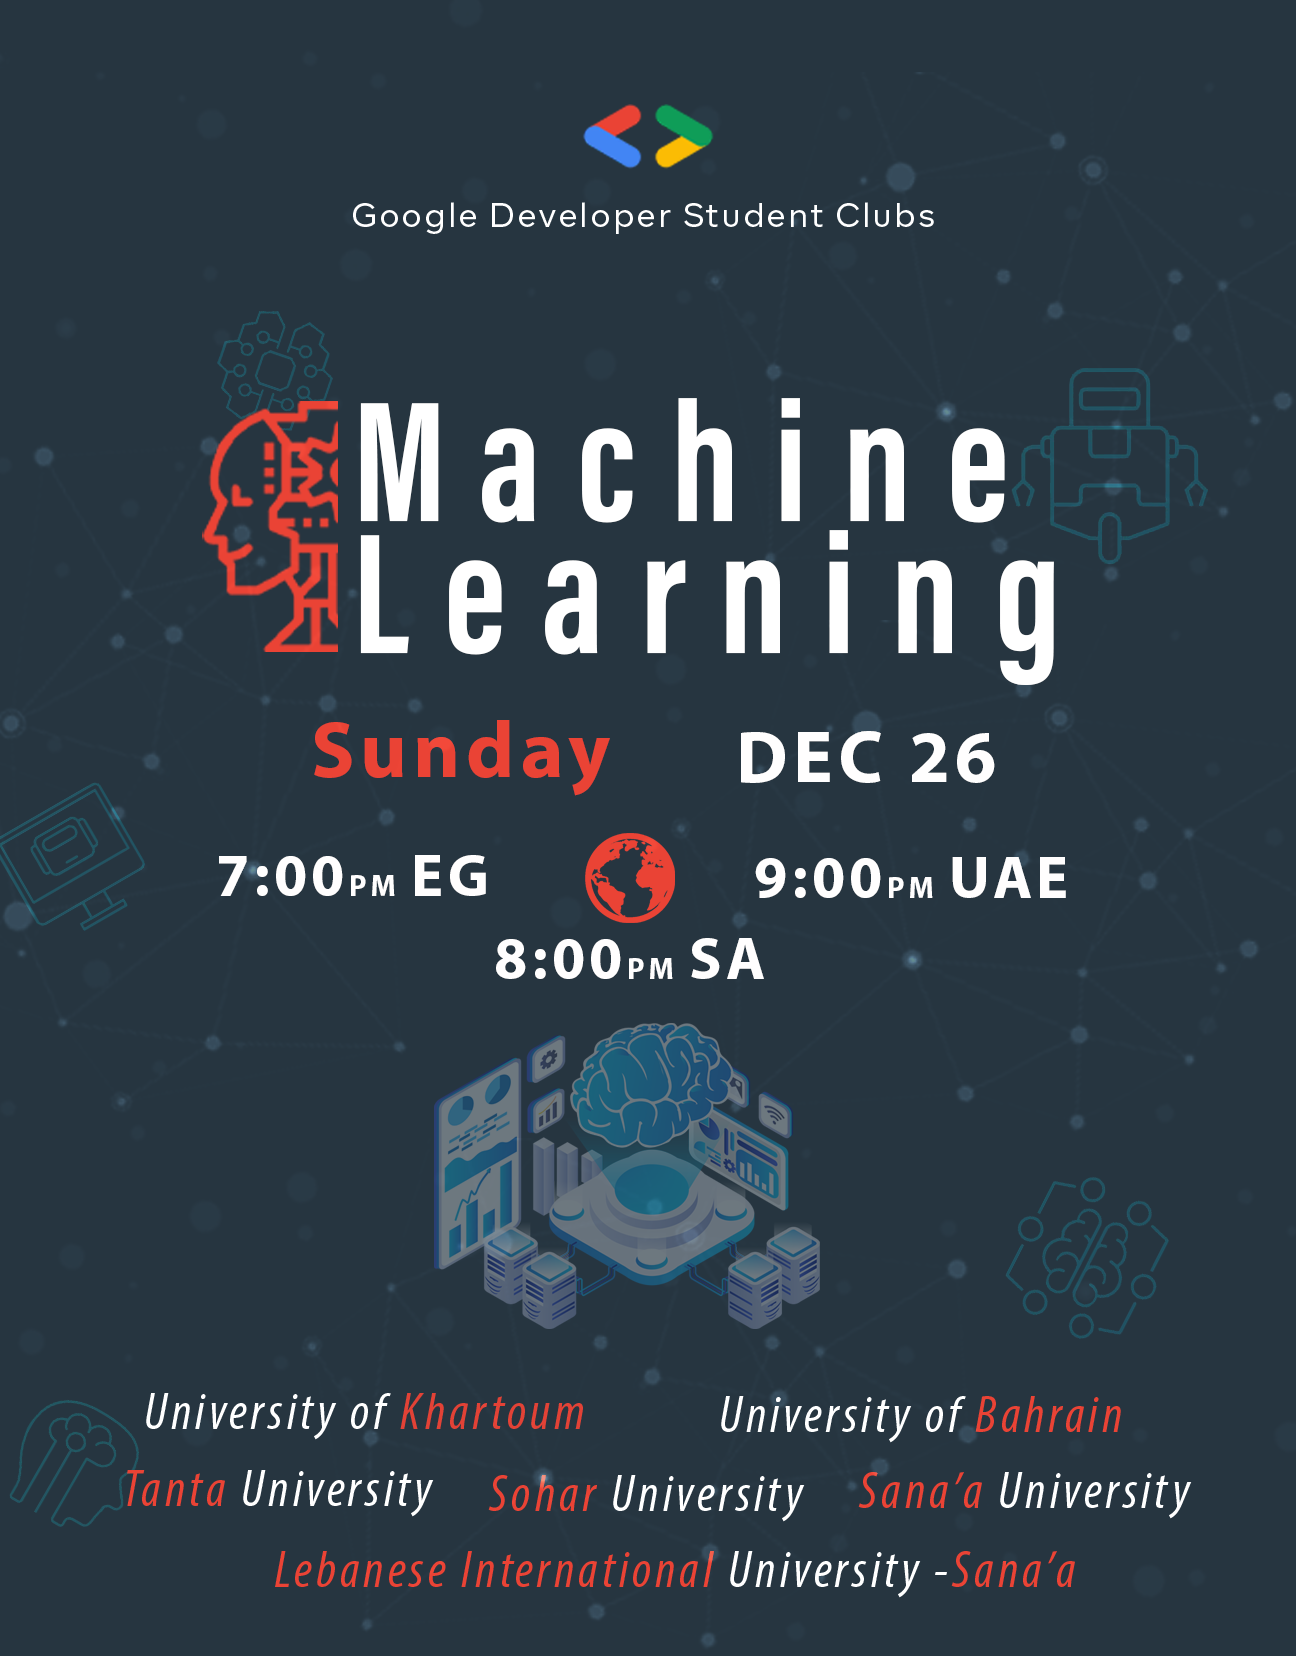 Google Developer Student Clubs
Machine
Learning
Sunday DEC 26
7:00PM EG 9:00PM UAE
8:00PM SA
University of Khartoum University of Bahrain
Tanta University Sohar University Sana’a University
Lebanese International University -Sana’a